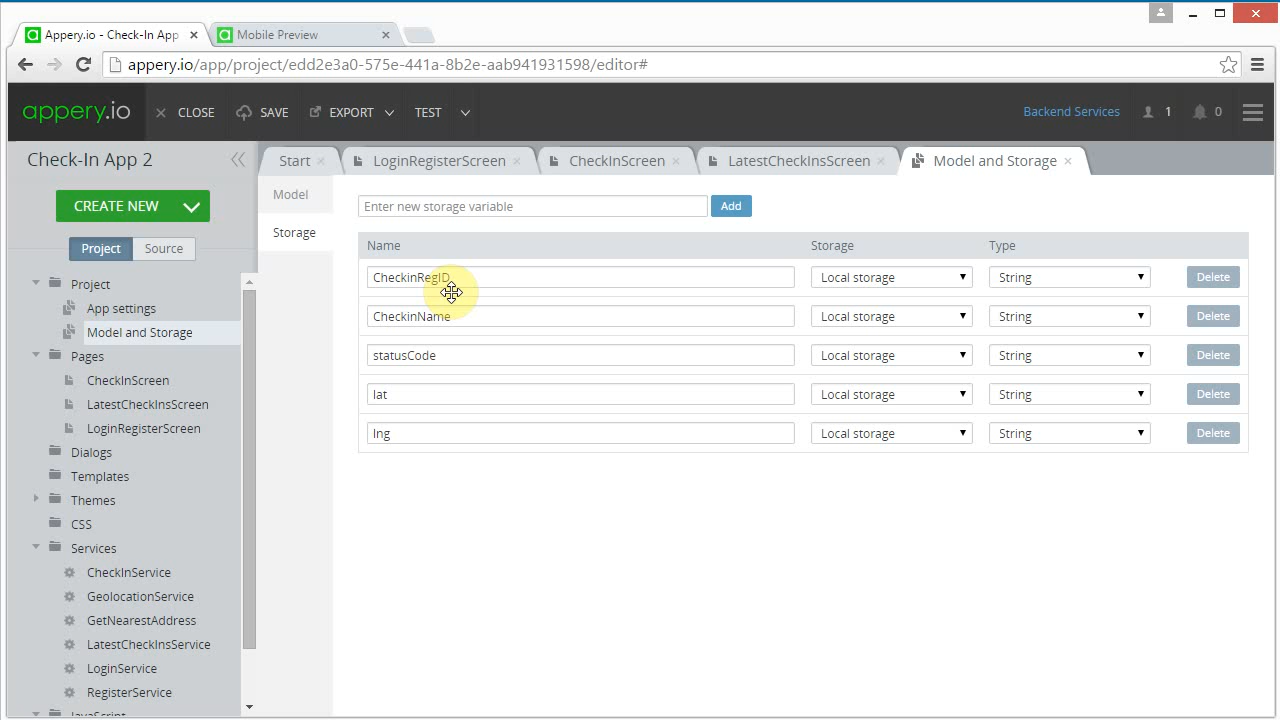 Appery.io - Check-In App
Mobile Preview
appery.io/app/project/edd2e3a0-575e-441a-8b2e-aab941931598/editor#
appery.io
CLOSE
SAVE
EXPORT
TEST
Backend Services
1
0
Check-In App 2
Start
LoginRegisterScreen
CheckInScreen
LatestCheckInsScreen
Model and Storage
CREATE NEW
Project
Source
Project
App settings
Model and Storage
Pages
CheckInScreen
LatestCheckInsScreen
LoginRegisterScreen
Dialogs
Templates
Themes
CSS
Services
CheckInService
GeolocationService
GetNearestAddress
LatestCheckInsService
LoginService
RegisterService
JavaScript
Model
Storage
Enter new storage variable
Add
Name Storage Type
CheckinRegID Local storage String Delete
CheckinName Local storage String Delete
statusCode Local storage String Delete
lat Local storage String Delete
lng Local storage String Delete